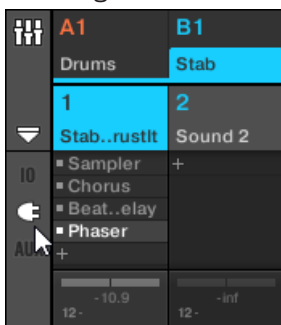 A1 B1
Drums Stab
1 2
Stab..rustIt Sound 2
IO
Sampler +
Chorus
Beat..elay
Phaser
AUX +
-10.9 -inf
12- 12-